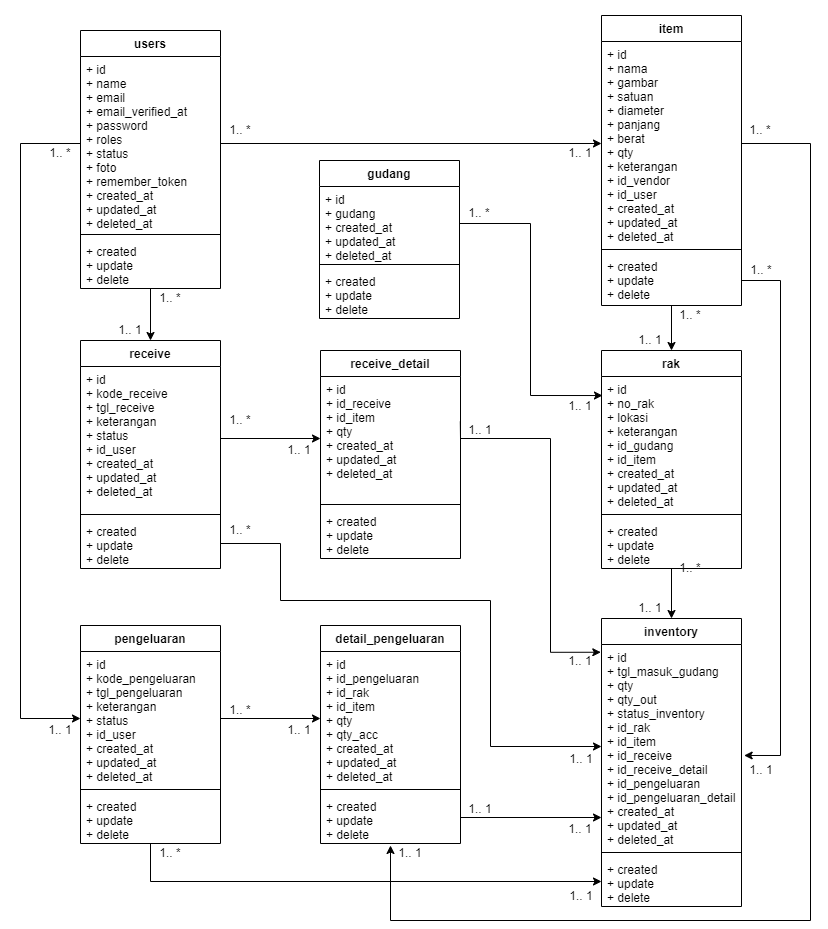 users
+ id
+ name
+ email
+ email_verified_at
+ password
+ roles
+ status
+ foto
+ remember_token
+ created_at
+ updated_at
+ deleted_at
+ created
+ update
+ delete
1.. *
1.. *
1.. *
1.. 1
1.. 1
gudang
+ id
+ gudang
+ created_at
+ updated_at
+ deleted_at
+ created
+ update
+ delete
1.. *
1.. 1
item
+ id
+ nama
+ gambar
+ satuan
+ diameter
+ panjang
+ berat
+ qty
+ keterangan
+ id_vendor
+ id_user
+ created_at
+ updated_at
+ deleted_at
+ created
+ update
+ delete
1.. *
1.. *
1.. *
1.. 1
receive
+ id
+ kode_receive
+ tgl_receive
+ keterangan
+ status
+ id_user
+ created_at
+ updated_at
+ deleted_at
+ created
+ update
+ delete
1.. *
1.. 1
1.. *
receive_detail
+ id
+ id_receive
+ id_item
+ qty
+ created_at
+ updated_at
+ deleted_at
+ created
+ update
+ delete
1.. 1
1.. 1
rak
+ id
+ no_rak
+ lokasi
+ keterangan
+ id_gudang
+ id_item
+ created_at
+ updated_at
+ deleted_at
+ created
+ update
+ delete
1.. *
1.. 1
pengeluaran
+ id
+ kode_pengeluaran
+ tgl_pengeluaran
+ keterangan
+ status
+ id_user
+ created_at
+ updated_at
+ deleted_at
+ created
+ update
+ delete
1.. 1
1.. *
1.. 1
1.. *
detail_pengeluaran
+ id
+ id_pengeluaran
+ id_rak
+ id_item
+ qty
+ qty_acc
+ created_at
+ updated_at
+ deleted_at
+ created
+ update
+ delete
1.. 1
1.. 1
1.. 1
inventory
+ id
+ tgl_masuk_gudang
+ qty
+ qty_out
+ status_inventory
+ id_rak
+ id_item
+ id_receive
+ id_receive_detail
+ id_pengeluaran
+ id_pengeluaran_detail
+ created_at
+ updated_at
+ deleted_at
+ created
+ update
+ delete
1.. 1
1.. 1
1.. 1